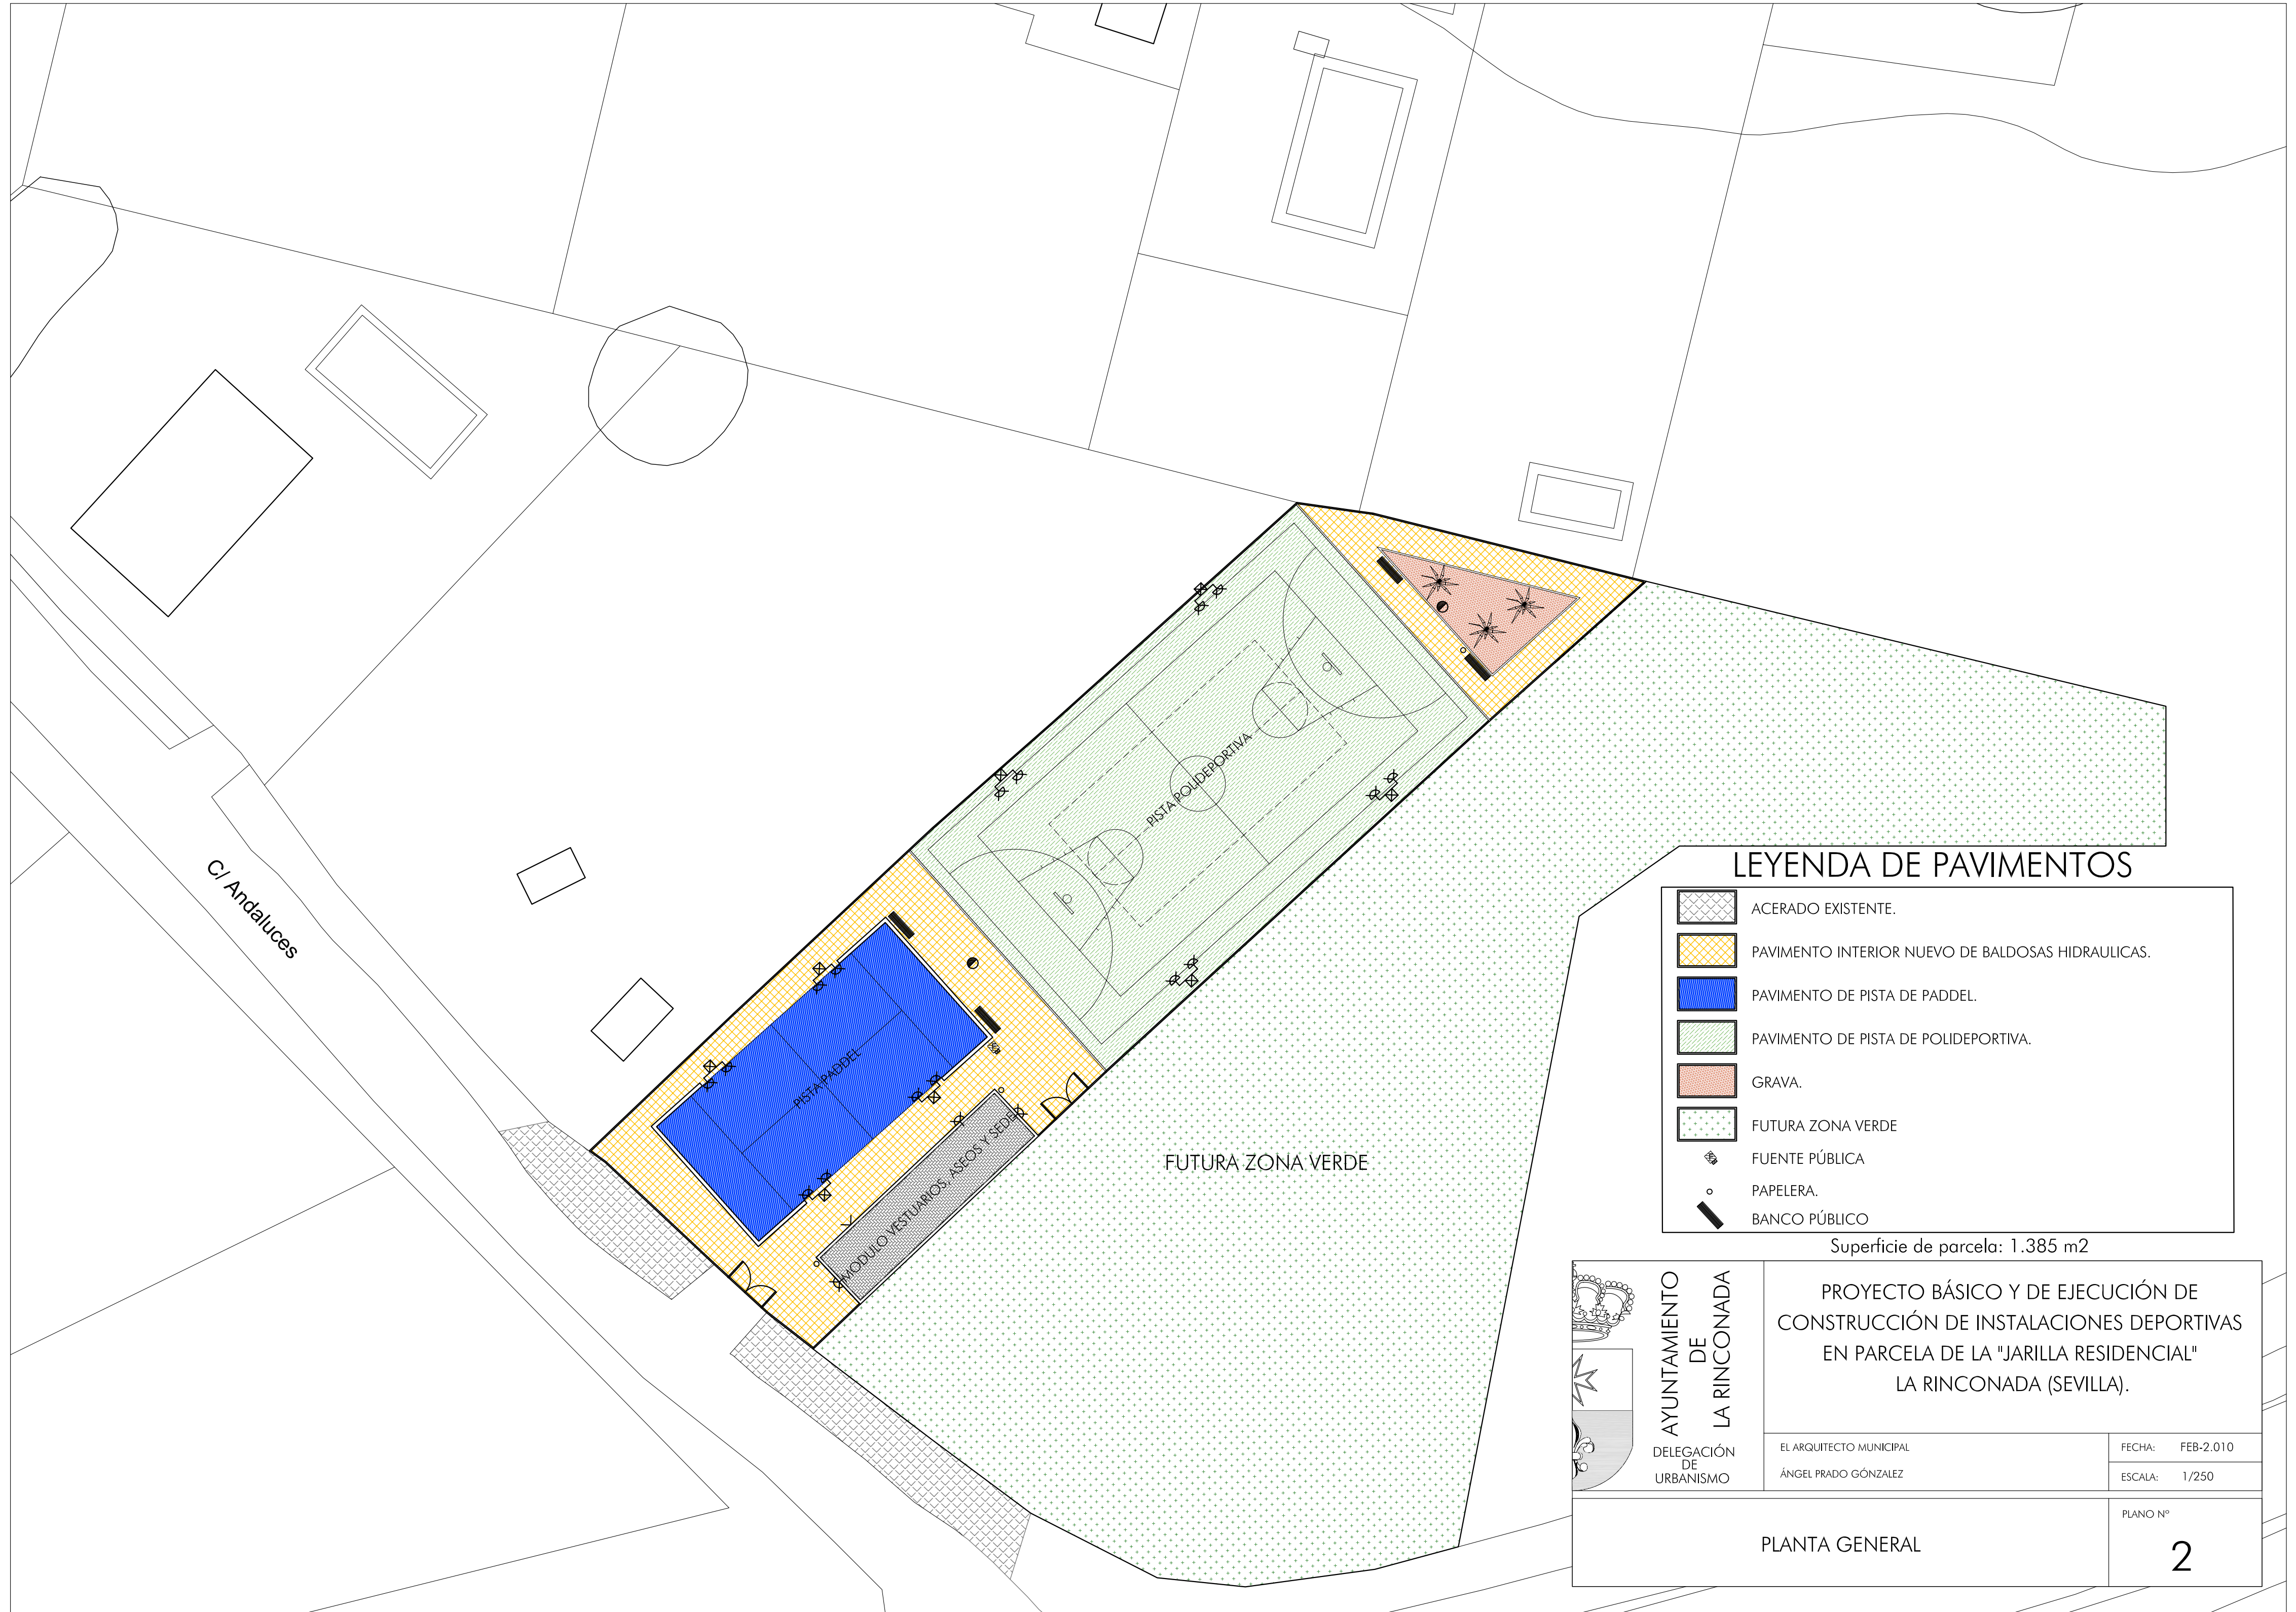 C/ Andaluces
PISTA POLIDEPORTIVA
PISTA PADDEL
MODULO VESTUARIOS, ASEOS Y SEDE
FUTURA ZONA VERDE
LEYENDA DE PAVIMENTOS
ACERADO EXISTENTE.
PAVIMENTO INTERIOR NUEVO DE BALDOSAS HIDRAULICAS.
PAVIMENTO DE PISTA DE PADDEL.
PAVIMENTO DE PISTA DE POLIDEPORTIVA.
GRAVA.
FUTURA ZONA VERDE
FUENTE PÚBLICA
PAPELERA.
BANCO PÚBLICO
Superficie de parcela: 1.385 m2
AYUNTAMIENTO
DE
LA RINCONADA
DELEGACIÓN
DE
URBANISMO
PROYECTO BÁSICO Y DE EJECUCIÓN DE
CONSTRUCCIÓN DE INSTALACIONES DEPORTIVAS
EN PARCELA DE LA "JARILLA RESIDENCIAL"
LA RINCONADA (SEVILLA).
EL ARQUITECTO MUNICIPAL
ÁNGEL PRADO GÓNZALEZ
FECHA: FEB-2.010
ESCALA: 1/250
PLANTA GENERAL
PLANO Nº
2